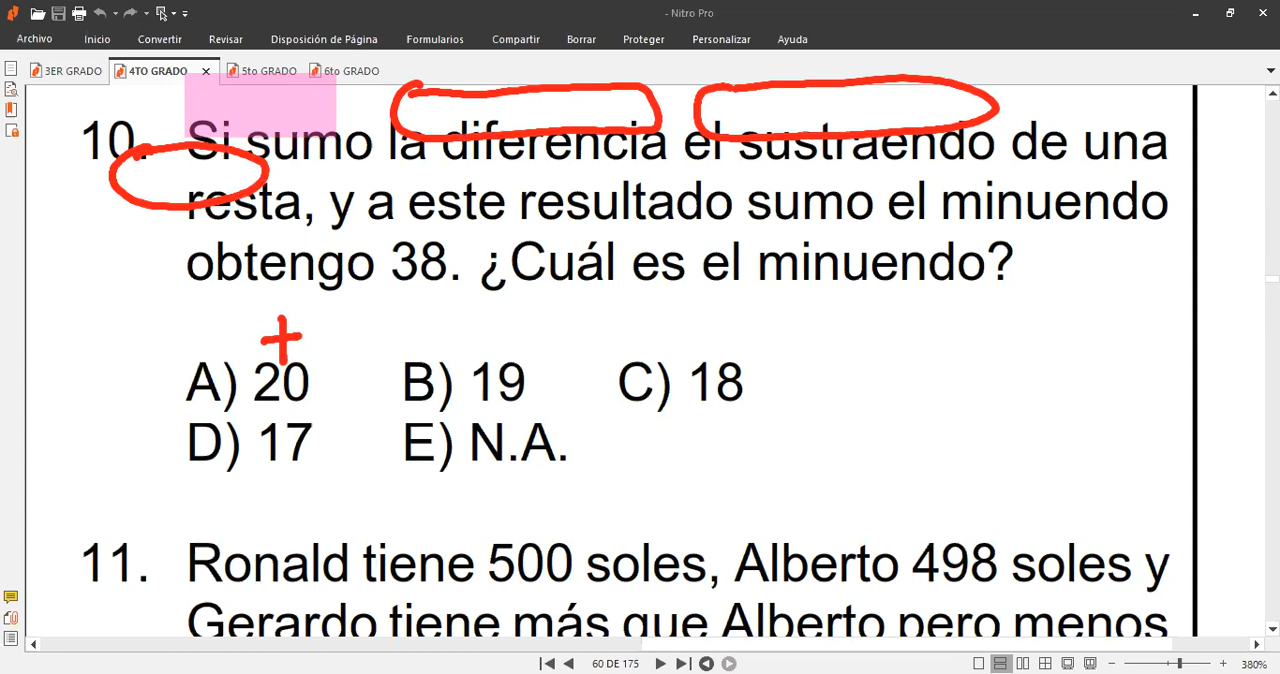 - Nitro Pro
Archivo Inicio Convertir Revisar Disposición de Página Formularios Compartir Borrar Proteger Personalizar Ayuda
3ER GRADO 4TO GRADO × 5to GRADO 6to GRADO
10. Si sumo la diferencia el sustraendo de una
resta, y a este resultado sumo el minuendo
obtengo 38. ¿Cuál es el minuendo?
+
A) 20 B) 19 C) 18
D) 17 E) N.A.
11. Ronald tiene 500 soles, Alberto 498 soles y
Gerardo tiene más que Alberto pero menos
60 DE 175 380%